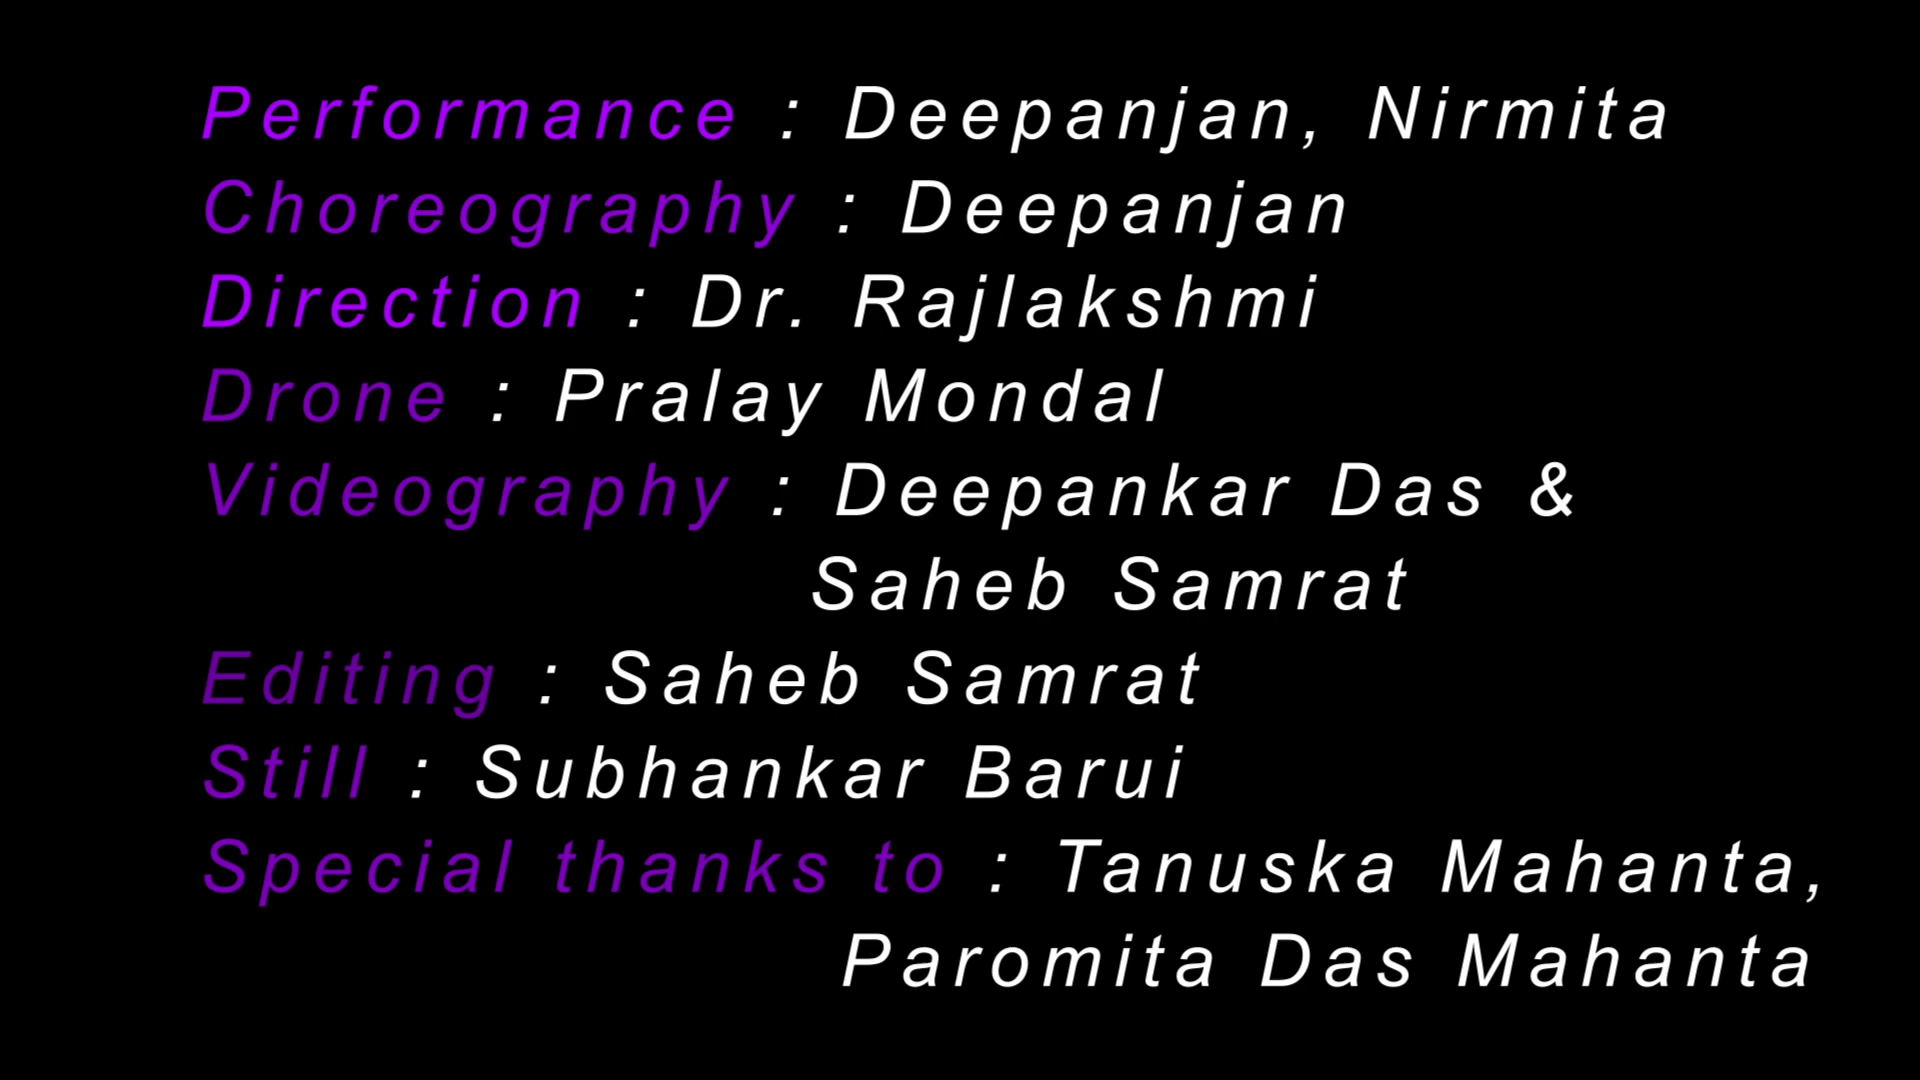 Performance : Deepanjan, Nirmita
Choreography : Deepanjan
Direction : Dr. Rajlakshmi
Drone : Pralay Mondal
Videography : Deepankar Das &
Saheb Samrat
Editing : Saheb Samrat
Still : Subhankar Barui
Special thanks to : Tanuska Mahanta,
Paromita Das Mahanta